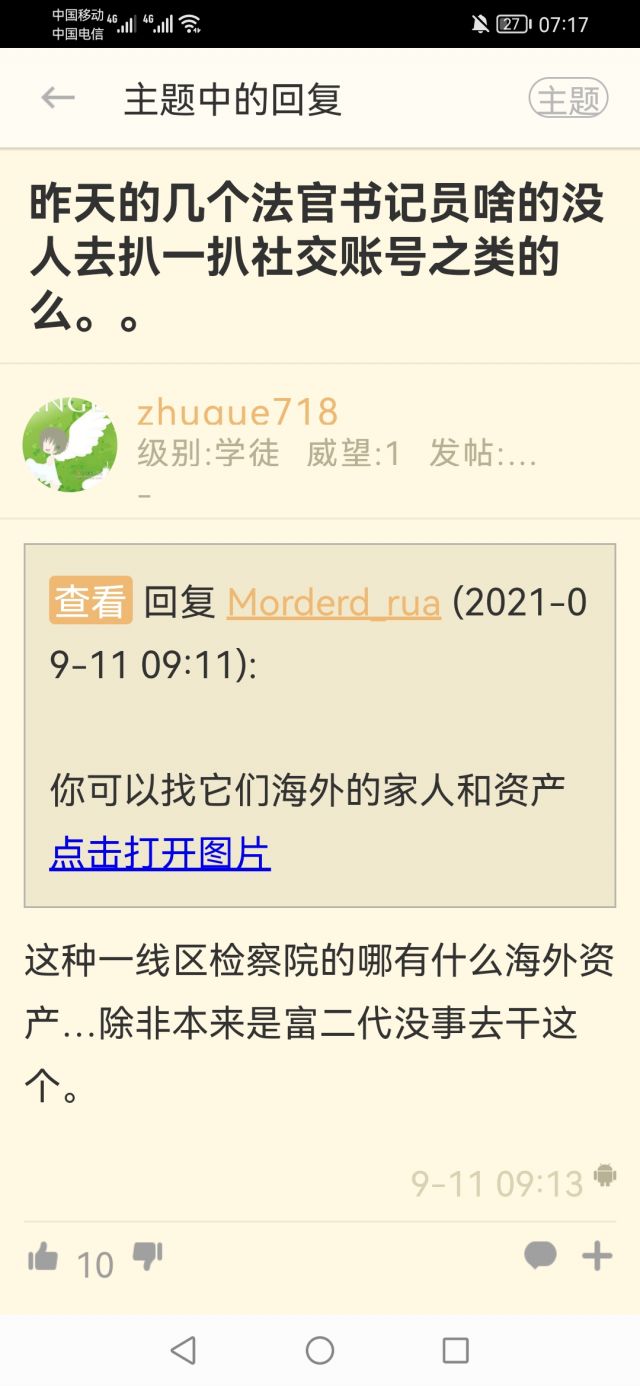 中国移动 4G 4G
中国电信
27 07:17
主题中的回复
主题
昨天的几个法官书记员啥的没
人去扒一扒社交账号之类的
么。。
zhuque718
级别:学徒 威望:1 发帖:...
-
查看 回复 Morderd_rua (2021-0
9-11 09:11):
你可以找它们海外的家人和资产
点击打开图片
这种一线区检察院的哪有什么海外资
产...除非本来是富二代没事去干这
个。
9-11 09:13
10